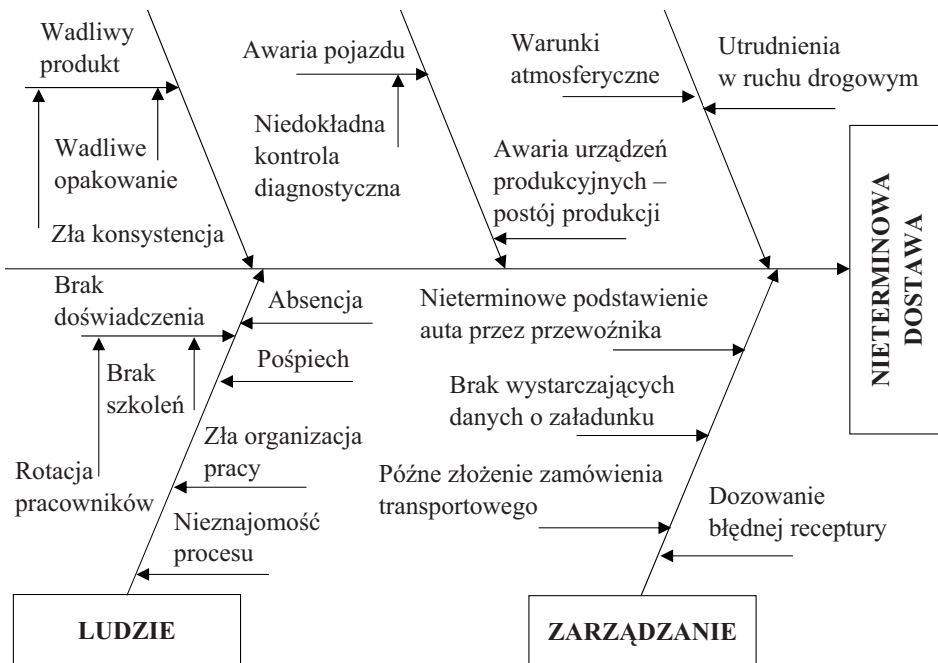 Wadliwy
produkt
Wadliwe
opakowanie
Zła konsystencja
Awaria pojazdu
Niedokładna
kontrola
diagnostyczna
Awaria urządzeń
produkcyjnych –
postój produkcji
Warunki
atmosferyczne
Utrudnienia
w ruchu drogowym
NIETERMINOWA
DOSTAWA
Brak
doświadczenia
Brak
szkoleń
Rotacja
pracowników
Absencja
Pośpiech
Zła organizacja
pracy
Nieznajomość
procesu
LUDZIE
Nieterminowe podstawienie
auta przez przewoźnika
Brak wystarczających
danych o załadunku
Późne złożenie zamówienia
transportowego
Dozowanie
błędnej receptury
ZARZĄDZANIE